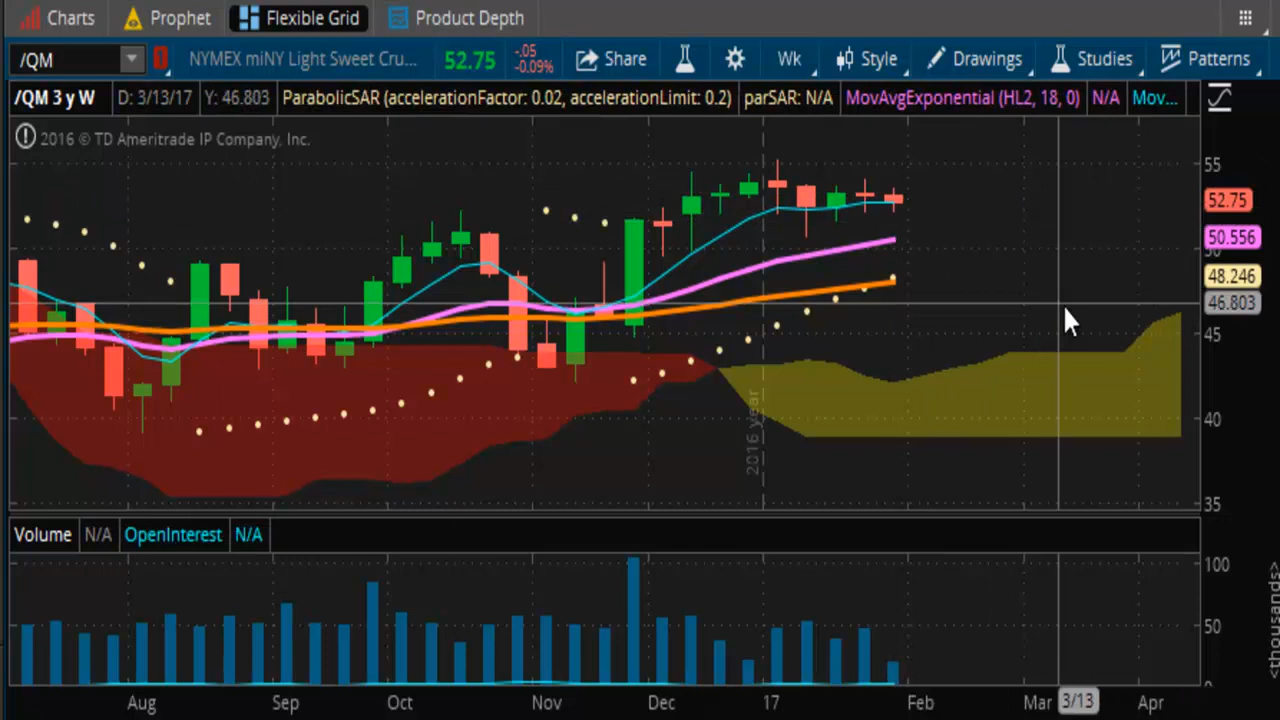 Charts Prophet Flexible Grid Product Depth
/QM NYMEX miNY Light Sweet Cru... 52.75 -.05 -0.09% Share Wk Style Drawings Studies Patterns
/QM 3 y W D: 3/13/17 Y: 46.803 ParabolicSAR (accelerationFactor: 0.02, accelerationLimit: 0.2) parSAR: N/A MovAvgExponential (HL2, 18, 0) N/A Mov...
2016 © TD Ameritrade IP Company, Inc.
55
52.75
50.556
48.246
46.803
45
40
35
2016 year
Volume N/A OpenInterest N/A
100
50
0
<thousands>
Aug Sep Oct Nov Dec 17 Feb Mar 3/13 Apr